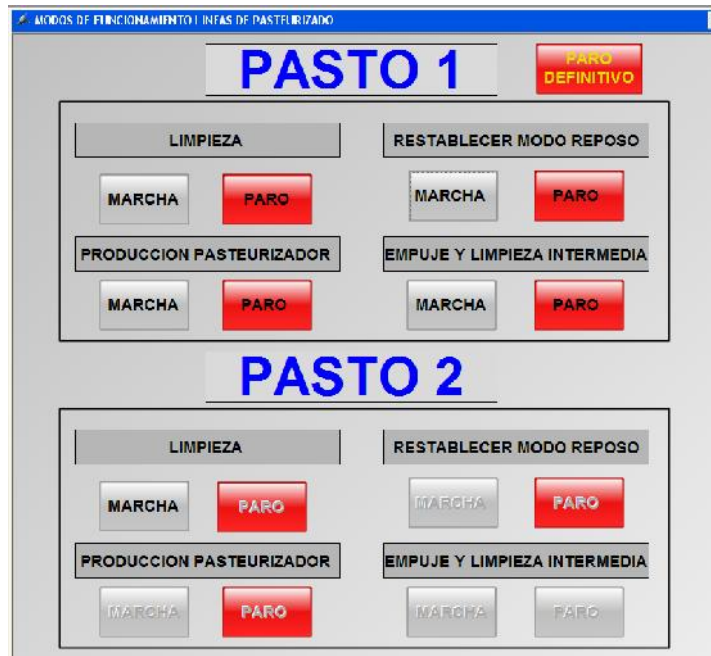 MODOS DE FUNCIONAMIENTO LINEAS DE PASTEURIZADO
PASTO 1
PARO
DEFINITIVO
LIMPIEZA
RESTABLECER MODO REPOSO
MARCHA PARO
MARCHA PARO
PRODUCCION PASTEURIZADOR
EMPUJE Y LIMPIEZA INTERMEDIA
MARCHA PARO
MARCHA PARO
PASTO 2
LIMPIEZA
RESTABLECER MODO REPOSO
MARCHA PARO
MARCHA PARO
PRODUCCION PASTEURIZADOR
EMPUJE Y LIMPIEZA INTERMEDIA
MARCHA PARO
MARCHA PARO